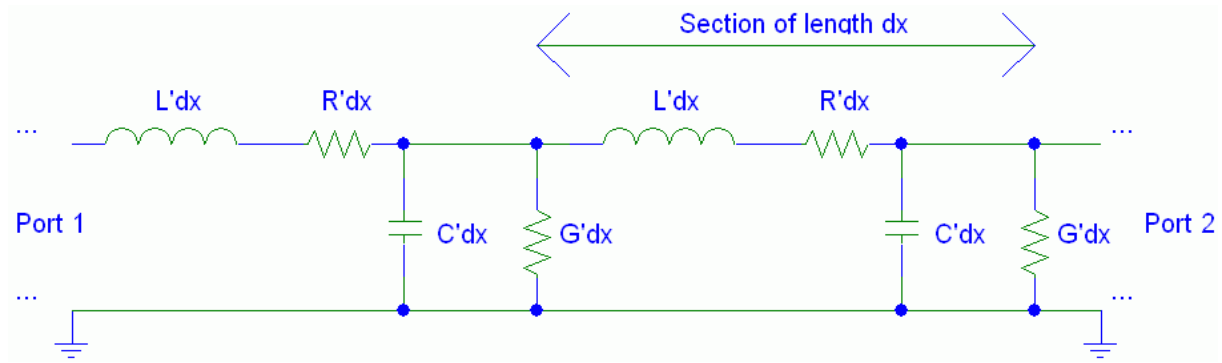 Section of length dx
L'dx
R'dx
L'dx
R'dx
...
...
Port 1
C'dx
G'dx
C'dx
G'dx
Port 2
...
...